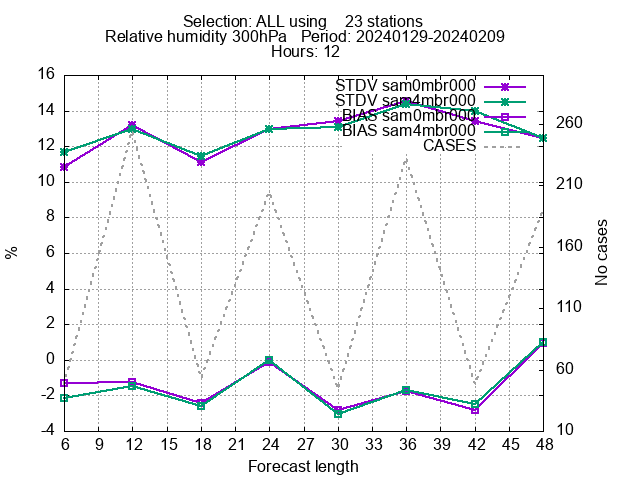 Selection: ALL using    23 stations
Relative humidity 300hPa   Period: 20240129-20240209
Hours: 12
STDV sam0mbr000
STDV sam4mbr000
BIAS sam0mbr000
BIAS sam4mbr000
CASES
16
14
12
10
8
6
4
2
0
-2
-4
%
260
210
160
110
60
10
No cases
6 9 12 15 18 21 24 27 30 33 36 39 42 45 48
Forecast length